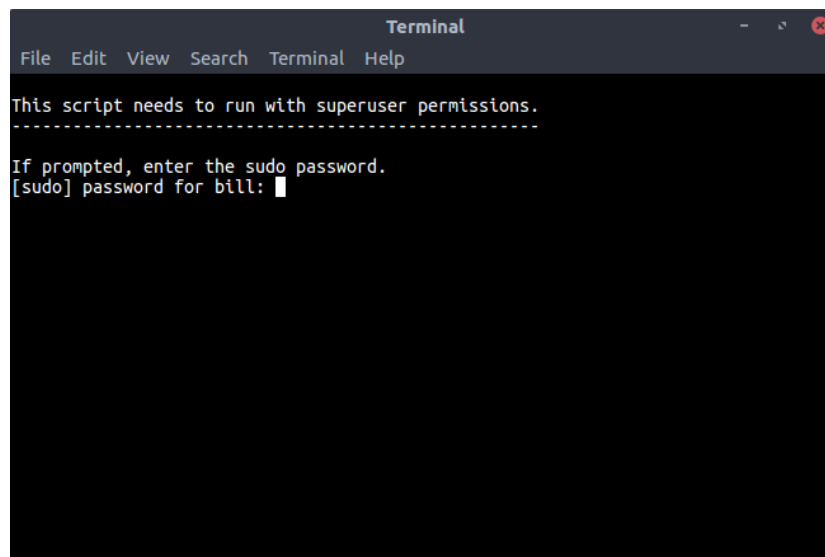 Terminal
File Edit View Search Terminal Help
This script needs to run with superuser permissions.
----------------------------------------------------
If prompted, enter the sudo password.
[sudo] password for bill: